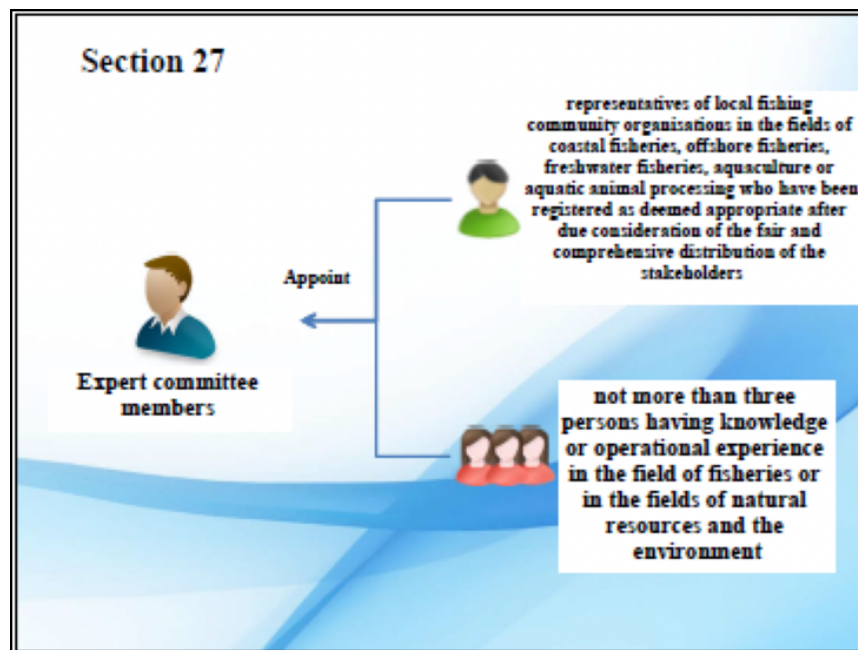 Section 27
representatives of local fishing
community organisations in the fields of
coastal fisheries, offshore fisheries,
freshwater fisheries, aquaculture or
aquatic animal processing who have been
registered as deemed appropriate after
due consideration of the fair and
comprehensive distribution of the
stakeholders
Appoint
Expert committee
members
not more than three
persons having knowledge
or operational experience
in the field of fisheries or
in the fields of natural
resources and the
environment